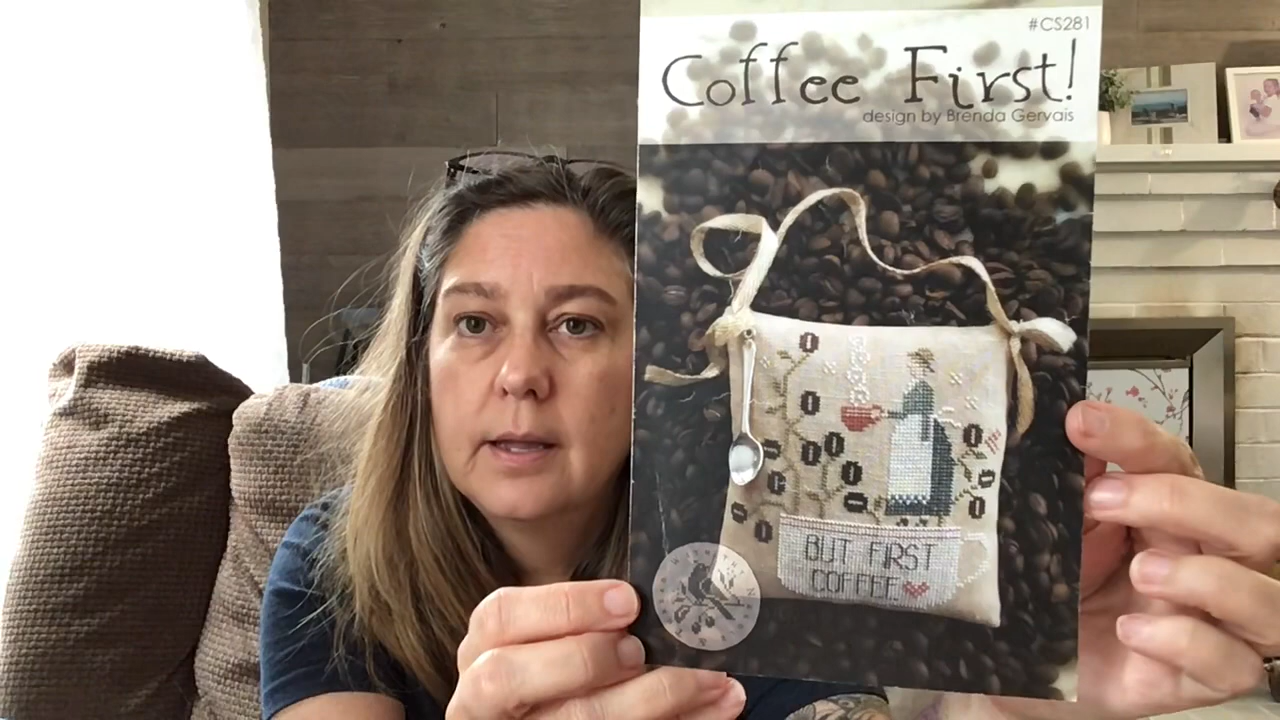 #CS281
Coffee First!
design by Brenda Gervais
BUT FIRST
COFFEE